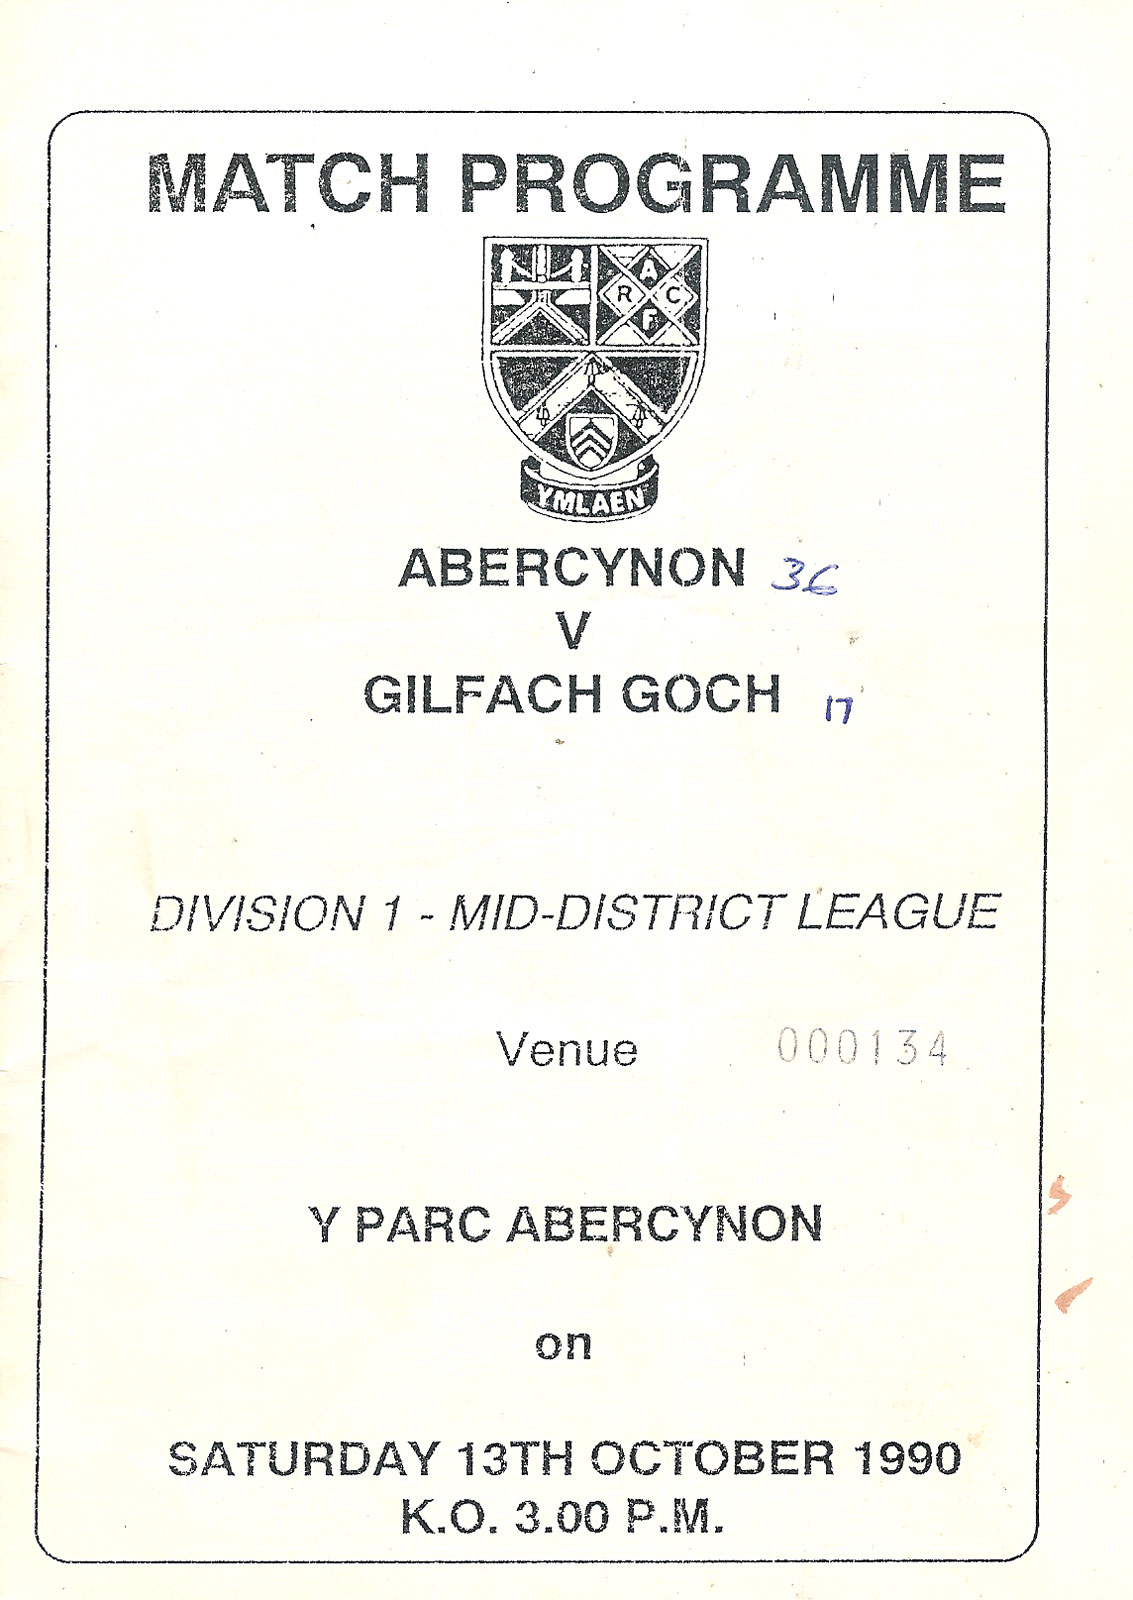 MATCH PROGRAMME
A
R C
F
YMLAEN
ABERCYNON 36
V
GILFACH GOCH 17
DIVISION 1 - MID-DISTRICT LEAGUE
Venue 000134
Y PARC ABERCYNON
on
SATURDAY 13TH OCTOBER 1990
K.O. 3.00 P.M.